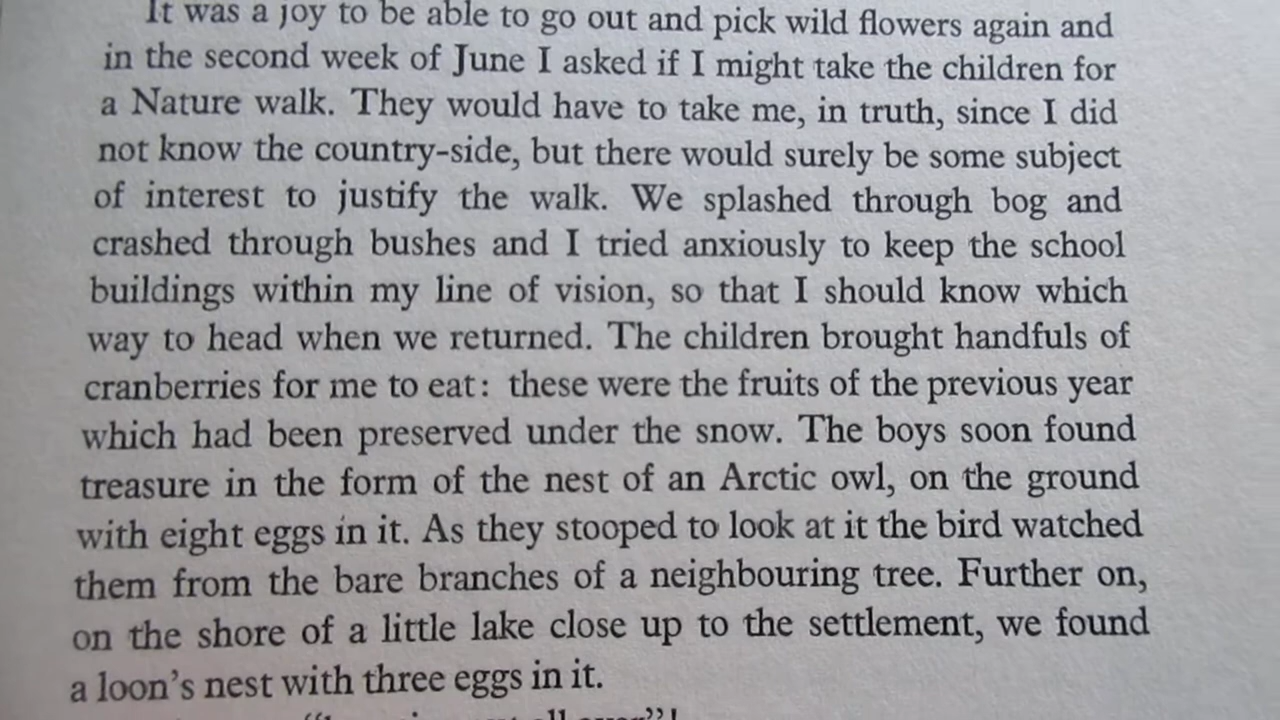 It was a joy to be able to go out and pick wild flowers again and
in the second week of June I asked if I might take the children for
a Nature walk. They would have to take me, in truth, since I did
not know the country-side, but there would surely be some subject
of interest to justify the walk. We splashed through bog and
crashed through bushes and I tried anxiously to keep the school
buildings within my line of vision, so that I should know which
way to head when we returned. The children brought handfuls of
cranberries for me to eat: these were the fruits of the previous year
which had been preserved under the snow. The boys soon found
treasure in the form of the nest of an Arctic owl, on the ground
with eight eggs in it. As they stooped to look at it the bird watched
them from the bare branches of a neighbouring tree. Further on,
on the shore of a little lake close up to the settlement, we found
a loon's nest with three eggs in it.